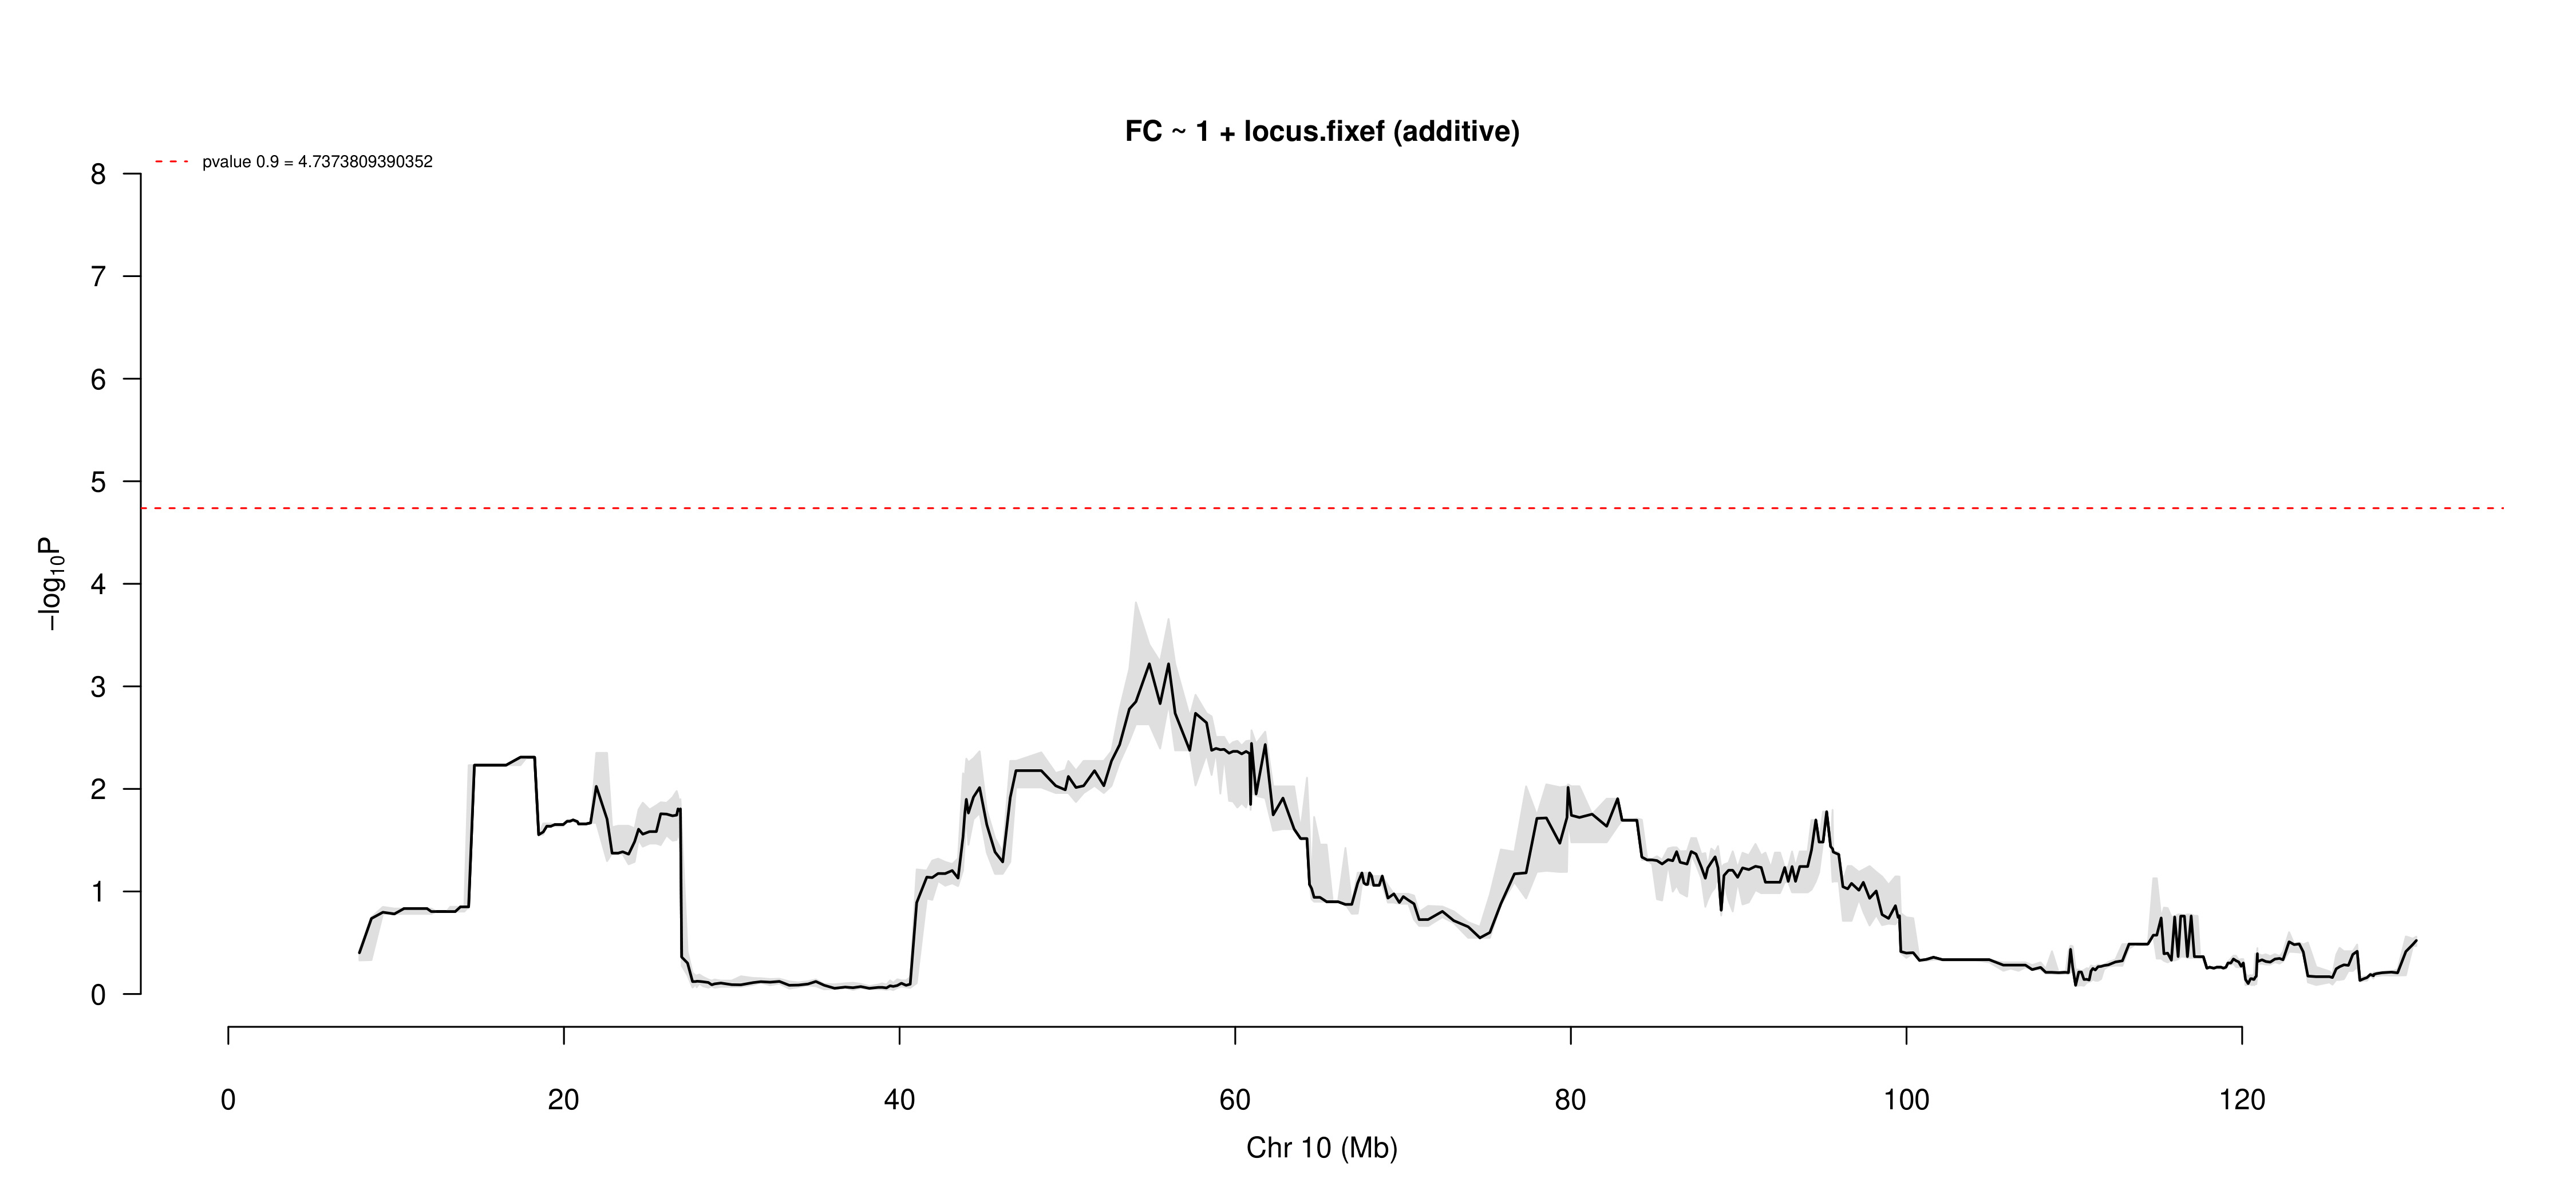 FC ~ 1 + locus.fixef (additive)
pvalue 0.9 = 4.7373809390352
8
7
6
5
4
3
2
1
0
−log10P
0 20 40 60 80 100 120
Chr 10 (Mb)